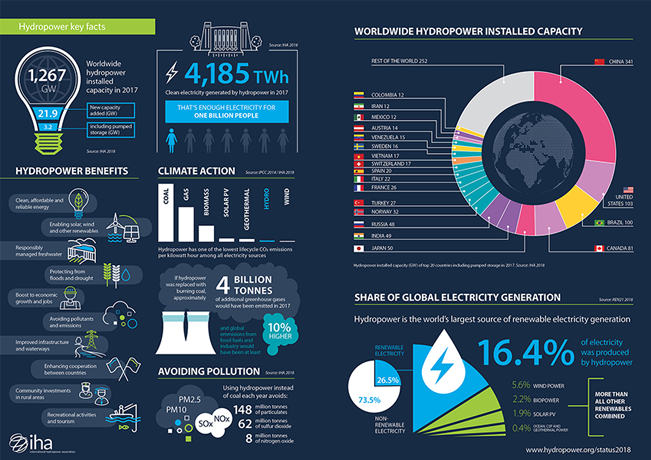 Hydropower key facts
1,267
GW
21.9
3.2
Worldwide
hydropower
installed
capacity
in 2017
New capacity
added (GW)
including pumped
storage (GW)
Source: IHA 2018
Source: IHA 2018
4,185 TWh
Clean electricity generated by hydropower in 2017
THAT'S ENOUGH ELECTRICITY FOR
ONE BILLION PEOPLE
HYDROPOWER BENEFITS
Clean, affordable and
reliable energy
Enabling solar, wind
and other renewables
Responsibly
managed freshwater
Protecting from
floods and drought
Boost to economic
growth and jobs
Avoiding pollutants
and emissions
Improved infrastructure
and waterways
Enhancing cooperation
between countries
Community investments
in rural areas
Recreational activities
and tourism
iha
international hydropower association
CLIMATE ACTION
Source: IPCC 2014 / IHA 2018
COAL
GAS
BIOMASS
SOLAR PV
GEOTHERMAL
HYDRO
WIND
Hydropower has one of the lowest lifecycle CO₂ emissions
per kilowatt hour among all electricity sources
If hydropower
was replaced with
burning coal,
approximately
4 BILLION
TONNES
of additional greenhouse gases
would have been emitted in 2017
and global
emissions from
fossil fuels and
industry would
have been at least
10%
HIGHER
AVOIDING POLLUTION
Source: IHA 2018
PM2.5
PM10
SOx
NOx
Using hydropower instead
of coal each year avoids:
148 million tonnes
of particulates
62 million tonnes
of sulfur dioxide
8 million tonnes
of nitrogen oxide
WORLDWIDE HYDROPOWER INSTALLED CAPACITY
REST OF THE WORLD 252
CHINA 341
COLOMBIA 12
IRAN 12
MEXICO 12
AUSTRIA 14
VENEZUELA 15
SWEDEN 16
VIETNAM 17
SWITZERLAND 17
SPAIN 20
ITALY 22
FRANCE 26
TURKEY 27
NORWAY 32
RUSSIA 48
INDIA 49
JAPAN 50
UNITED
STATES 103
BRAZIL 100
CANADA 81
Hydropower installed capacity (GW) of top 20 countries including pumped storage in 2017. Source: IHA 2018
SHARE OF GLOBAL ELECTRICITY GENERATION
Source: REN21 2018
Hydropower is the world's largest source of renewable electricity generation
RENEWABLE
ELECTRICITY
26.5%
73.5%
NON-
RENEWABLE
ELECTRICITY
16.4%
of electricity
was produced
by hydropower
5.6% WIND POWER
2.2% BIOPOWER
1.9% SOLAR PV
0.4% OCEAN, CSP AND
GEOTHERMAL POWER
MORE THAN
ALL OTHER
RENEWABLES
COMBINED
www.hydropower.org/status2018